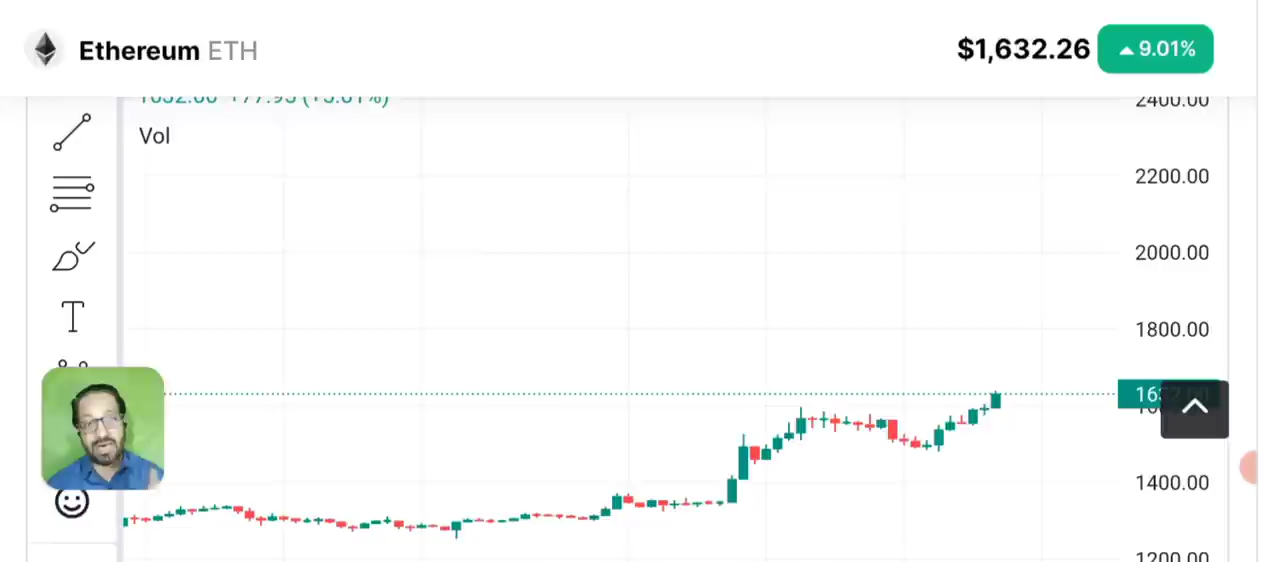 Ethereum ETH
$1,632.26 ▲ 9.01%
2400.00
Vol
2200.00
2000.00
1800.00
1400.00
1200.00